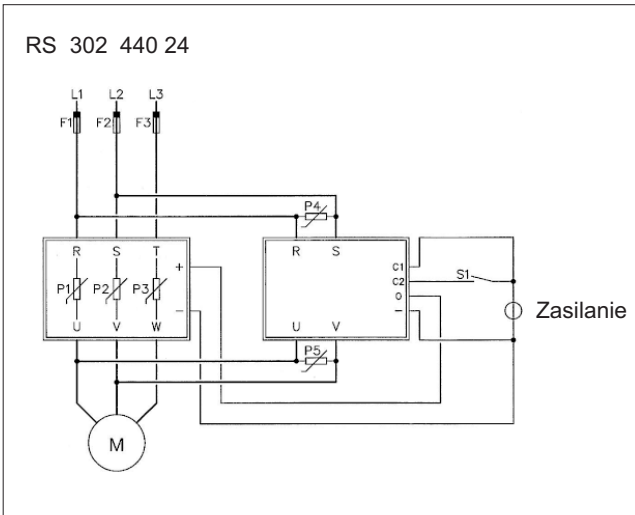 RS 302 440 24
L1 L2 L3
F1 F2 F3
P4
R S T + R S
C1
P1 P2 P3 C2 S1
O Zasilanie
U V W − U V −
P5
M